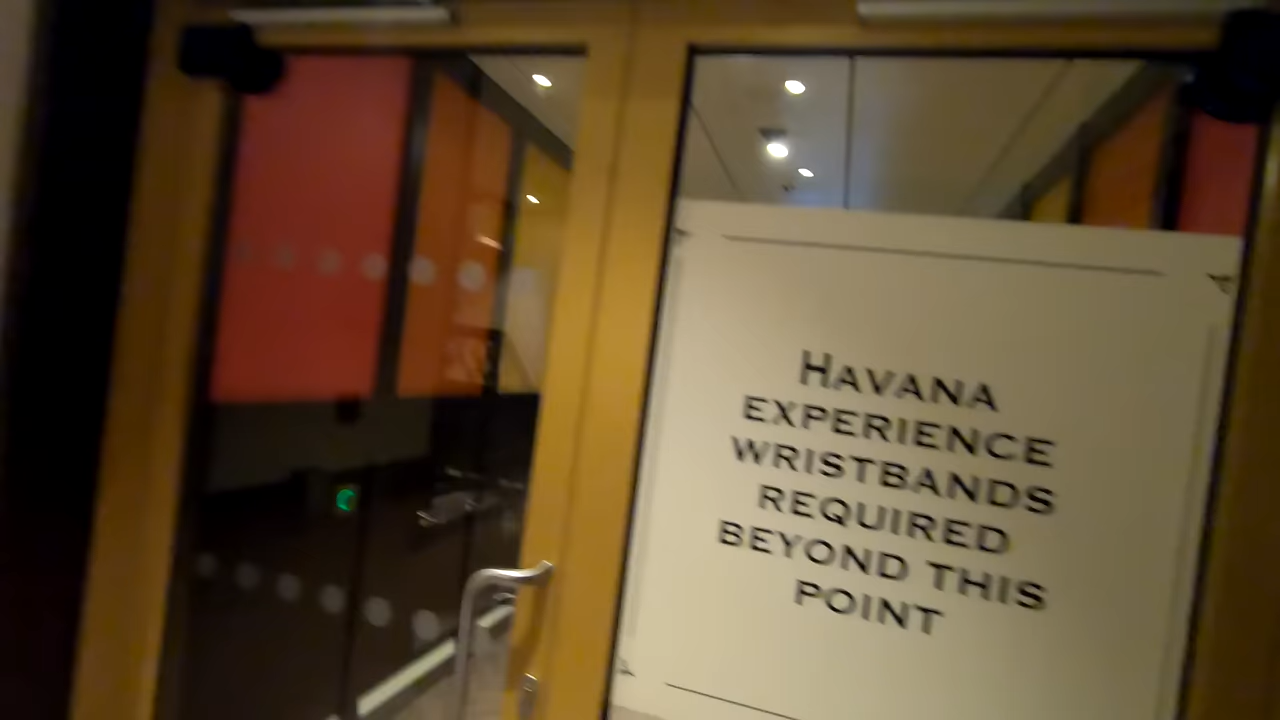 HAVANA
EXPERIENCE
WRISTBANDS
REQUIRED
BEYOND THIS
POINT